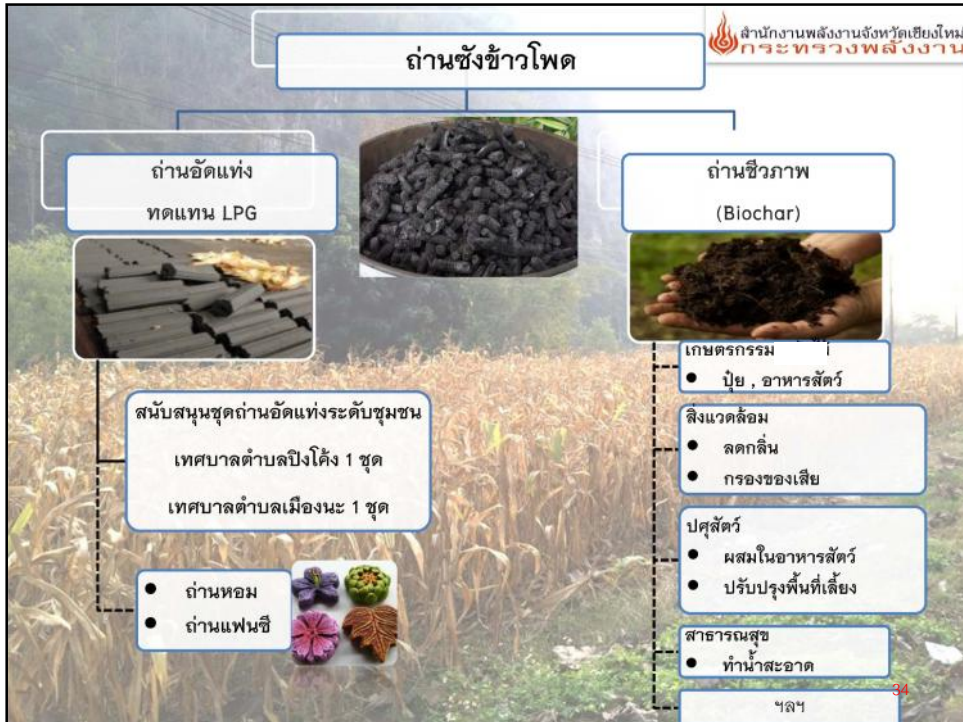 สำนักงานพลังงานจังหวัดเชียงใหม่
กระทรวงพลังงาน
ถ่านซังข้าวโพด
ถ่านอัดแท่ง
ทดแทน LPG
สนับสนุนชุดถ่านอัดแท่งระดับชุมชน
เทศบาลตำบลปิงโค้ง 1 ชุด
เทศบาลตำบลเมืองนะ 1 ชุด
● ถ่านหอม
● ถ่านแฟนซี
ถ่านชีวภาพ
(Biochar)
เกษตรกรรม
● ปุ๋ย , อาหารสัตว์
สิ่งแวดล้อม
● ลดกลิ่น
● กรองของเสีย
ปศุสัตว์
● ผสมในอาหารสัตว์
● ปรับปรุงพื้นที่เลี้ยง
สาธารณสุข
● ทำน้ำสะอาด
ฯลฯ
34